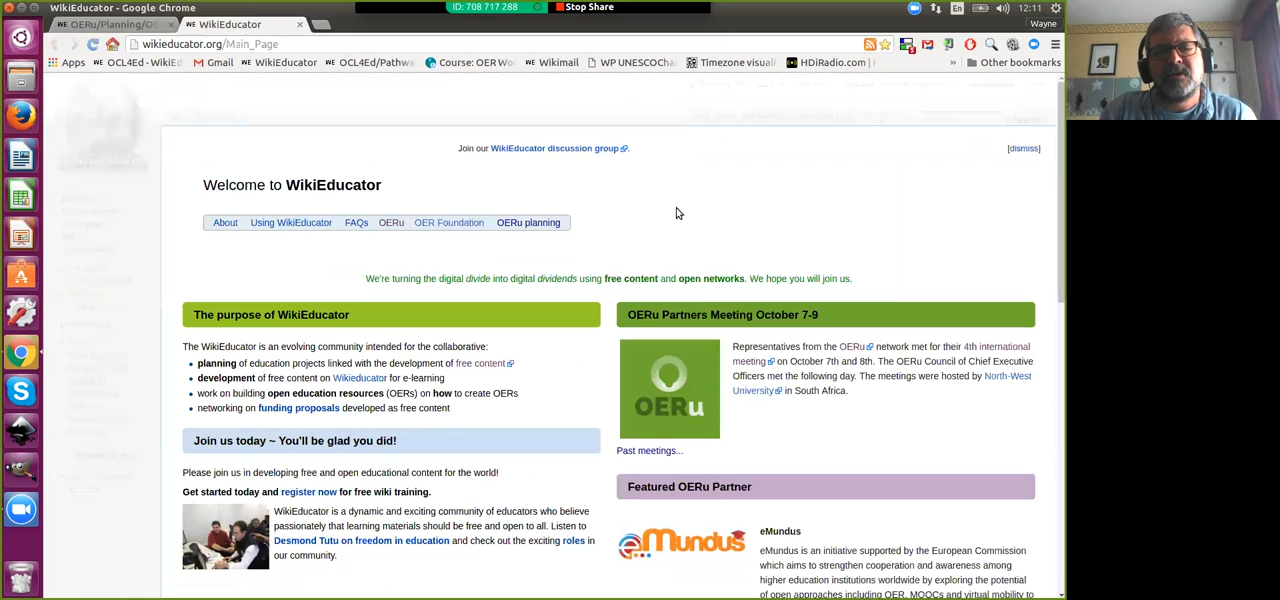 WikiEducator - Google Chrome
ID: 708 717 288
Stop Share
En
12:11
OERu/Planning/OE
WikiEducator
Wayne
wikieducator.org/Main_Page
Apps
WE OCL4Ed - WikiEd
Gmail
WE WikiEducator
WE OCL4Ed/Pathwa
Course: OER Wo
WE Wikimail
WP UNESCOChai
Timezone visuali
HDiRadio.com |
»
Other bookmarks
Join our WikiEducator discussion group.
[dismiss]
Welcome to WikiEducator
About Using WikiEducator FAQs OERu OER Foundation OERu planning
We're turning the digital divide into digital dividends using free content and open networks. We hope you will join us.
The purpose of WikiEducator
The WikiEducator is an evolving community intended for the collaborative:
planning of education projects linked with the development of free content
development of free content on Wikieducator for e-learning
work on building open education resources (OERs) on how to create OERs
networking on funding proposals developed as free content
Join us today ~ You'll be glad you did!
Please join us in developing free and open educational content for the world!
Get started today and register now for free wiki training.
WikiEducator is a dynamic and exciting community of educators who believe
passionately that learning materials should be free and open to all. Listen to
Desmond Tutu on freedom in education and check out the exciting roles in
our community.
OERu Partners Meeting October 7-9
OERu
Representatives from the OERu network met for their 4th international
meeting on October 7th and 8th. The OERu Council of Chief Executive
Officers met the following day. The meetings were hosted by North-West
University in South Africa.
Past meetings...
Featured OERu Partner
eMundus
eMundus
eMundus is an initiative supported by the European Commission
which aims to strengthen cooperation and awareness among
higher education institutions worldwide by exploring the potential
of open approaches including OER, MOOCs and virtual mobility to